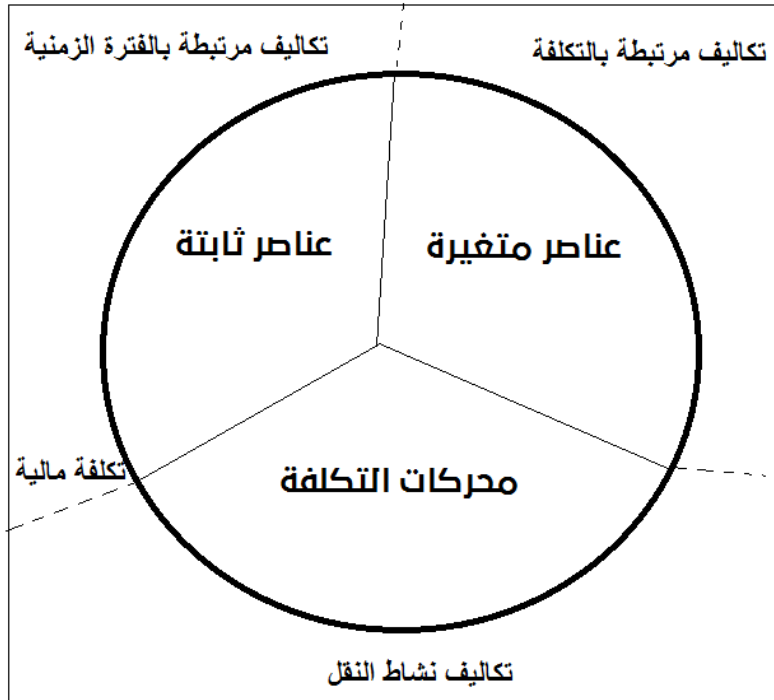 تكاليف مرتبطة بالتكلفة
تكاليف مرتبطة بالفترة الزمنية
عناصر متغيرة
عناصر ثابتة
تكلفة مالية
محركات التكلفة
تكاليف نشاط النقل